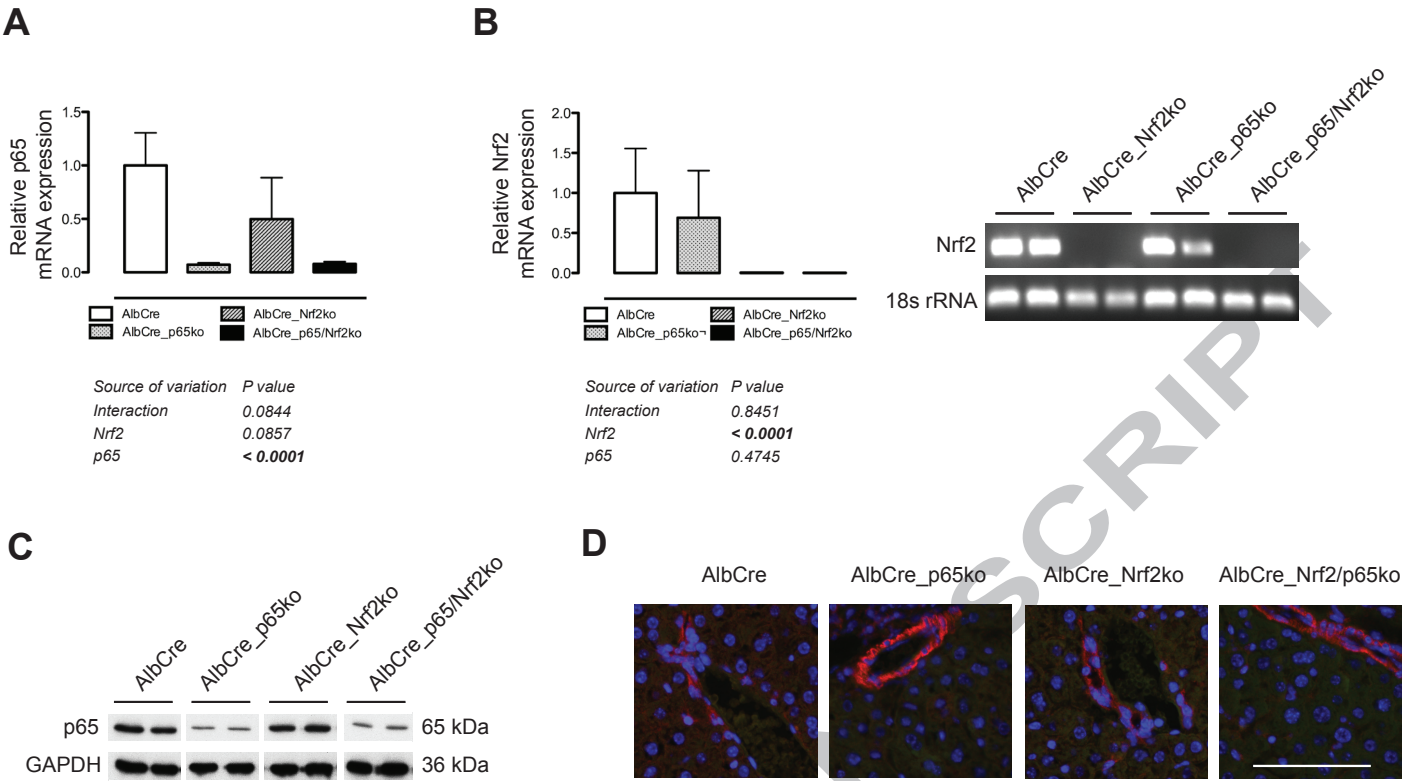 A
Relative p65
mRNA expression
1.5
1.0
0.5
0.0
AlbCre
AlbCre_Nrf2ko
AlbCre_p65ko
AlbCre_p65/Nrf2ko
Source of variation P value
Interaction 0.0844
Nrf2 0.0857
p65 < 0.0001
B
Relative Nrf2
mRNA expression
2.0
1.5
1.0
0.5
0.0
AlbCre
AlbCre_Nrf2ko
AlbCre_p65ko¬
AlbCre_p65/Nrf2ko
Source of variation P value
Interaction 0.8451
Nrf2 < 0.0001
p65 0.4745
AlbCre
AlbCre_Nrf2ko
AlbCre_p65ko
AlbCre_p65/Nrf2ko
Nrf2
18s rRNA
C
AlbCre
AlbCre_p65ko
AlbCre_Nrf2ko
AlbCre_p65/Nrf2ko
p65 65 kDa
GAPDH 36 kDa
D
AlbCre
AlbCre_p65ko
AlbCre_Nrf2ko
AlbCre_Nrf2/p65ko
SCRIPT